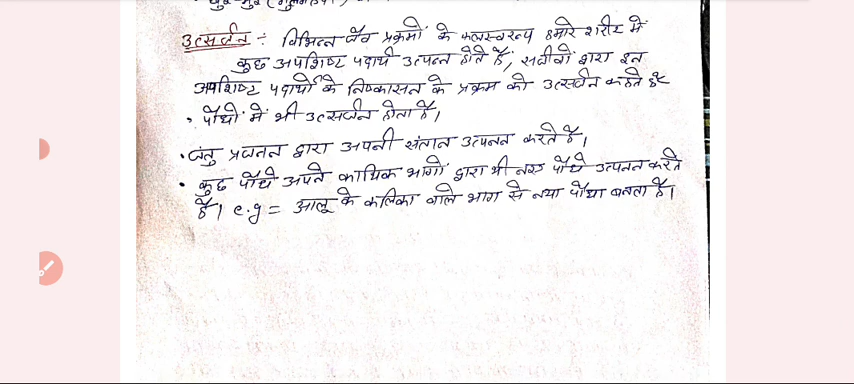 उत्सर्जन :- विभिन्न जैव प्रक्रमों के फलस्वरूप हमारे शरीर में
कुछ अपशिष्ट पदार्थ उत्पन्न होते हैं, सजीवों द्वारा इन
अपशिष्ट पदार्थों के निष्कासन के प्रक्रम को उत्सर्जन कहते हैं
• पौधों में भी उत्सर्जन होता है।
• जंतु प्रजनन द्वारा अपनी संतान उत्पन्न करते हैं।
• कुछ पौधे अपने कायिक भागों द्वारा भी नए पौधे उत्पन्न करते
हैं। e.g = आलू के कलिका वाले भाग से नया पौधा बनता है।